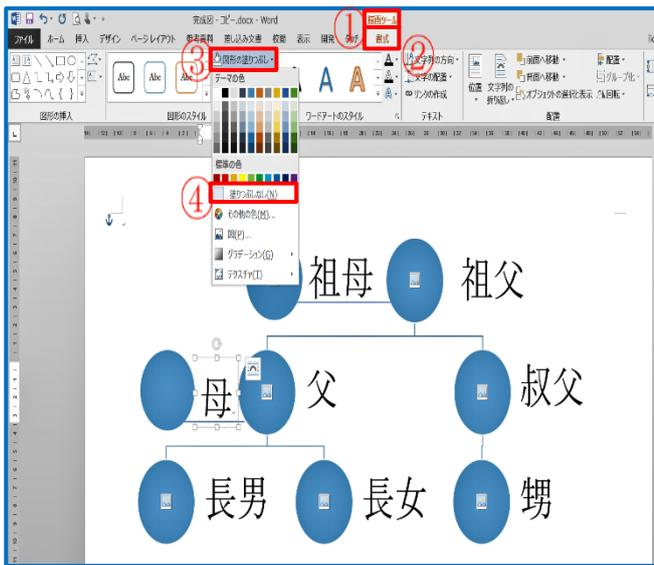 完成図 - コピー.docx - Word
描画ツール
①
ファイル ホーム 挿入 デザイン ページ レイアウト 参考資料 差し込み文書 校閲 表示 開発 タッチ 書式
③ 図形の塗りつぶし
②
Abc Abc Abc
A A A
文字列の方向
文字の配置
リンクの作成
位置 文字列の折り返し
前面へ移動
背面へ移動
オブジェクトの選択と表示
配置
グループ化
回転
図形の挿入 図形のスタイル ワードアートのスタイル テキスト 配置
テーマの色
標準の色
④ 塗りつぶしなし(N)
その他の色(M)...
図(P)...
グラデーション(G)
テクスチャ(T)
祖母 祖父
母 父 叔父
長男 長女 甥